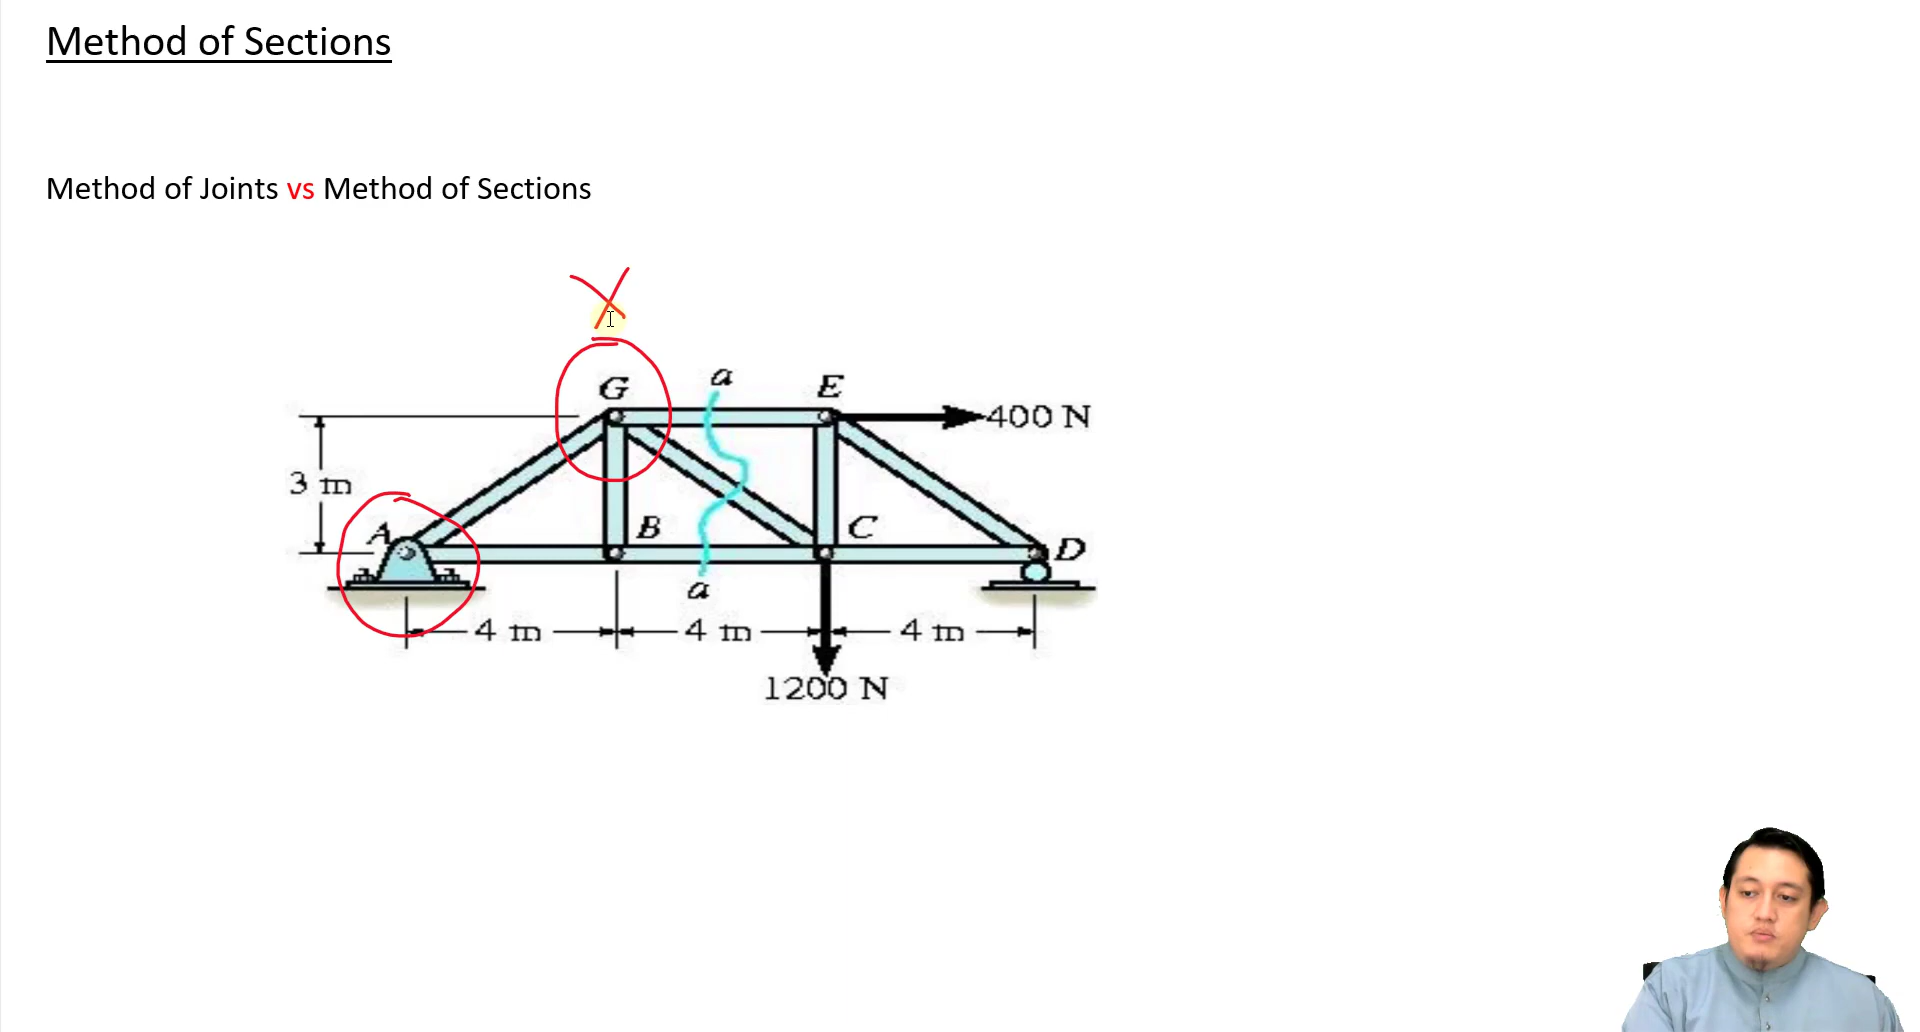 Method of Sections
Method of Joints vs Method of Sections
G
a
E
400 N
3 m
A
B
C
D
a
4 m
4 m
4 m
1200 N